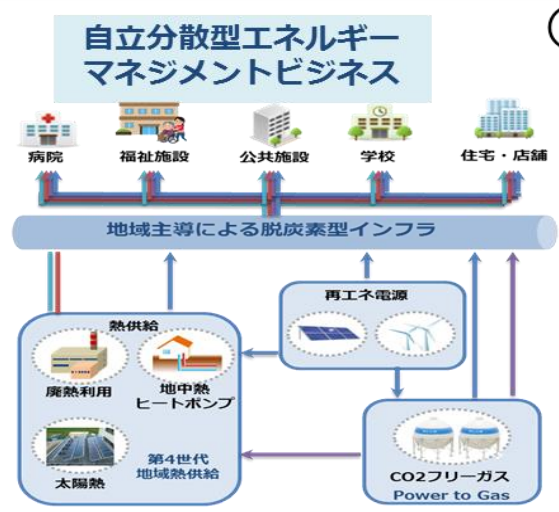 自立分散型エネルギー
マネジメントビジネス
病院
福祉施設
公共施設
学校
住宅・店舗
地域主導による脱炭素型インフラ
再エネ電源
熱供給
廃熱利用
地中熱
ヒートポンプ
太陽熱
第4世代
地域熱供給
CO2フリーガス
Power to Gas